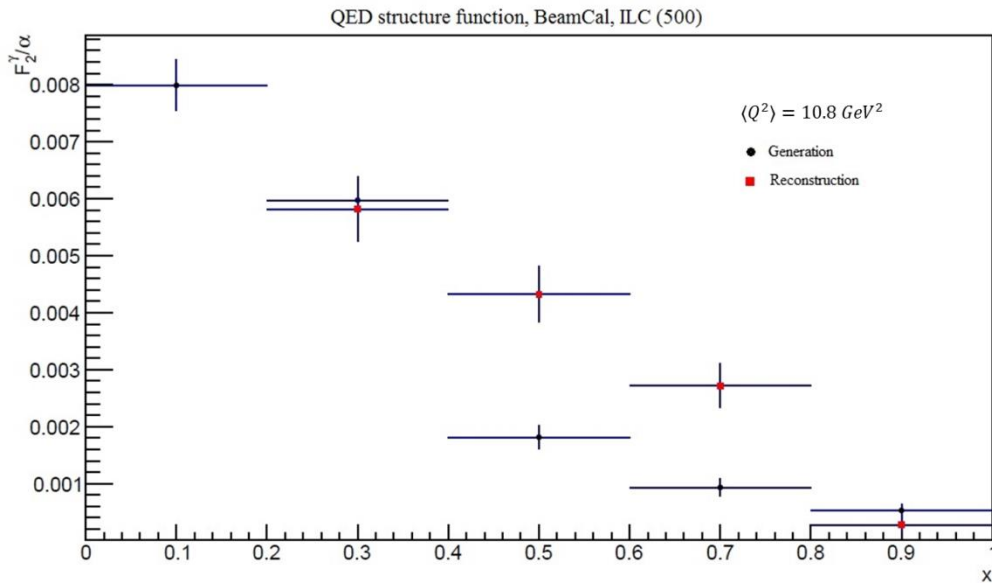 QED structure function, BeamCal, ILC (500)
F₂^γ/α
⟨Q²⟩ = 10.8 GeV²
Generation
Reconstruction
0.008
0.007
0.006
0.005
0.004
0.003
0.002
0.001
0 0.1 0.2 0.3 0.4 0.5 0.6 0.7 0.8 0.9 1
x